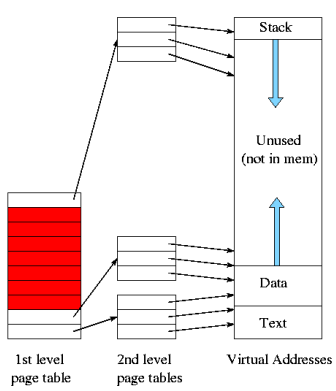 Stack
Unused
(not in mem)
Data
Text
1st level
page table
2nd level
page tables
Virtual Addresses